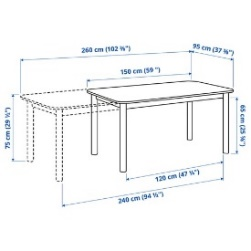 260 cm (102 ⅜")
95 cm (37 ⅜")
150 cm (59 ")
75 cm (29 ½")
65 cm (25 ⅝")
120 cm (47 ¼")
240 cm (94 ½")